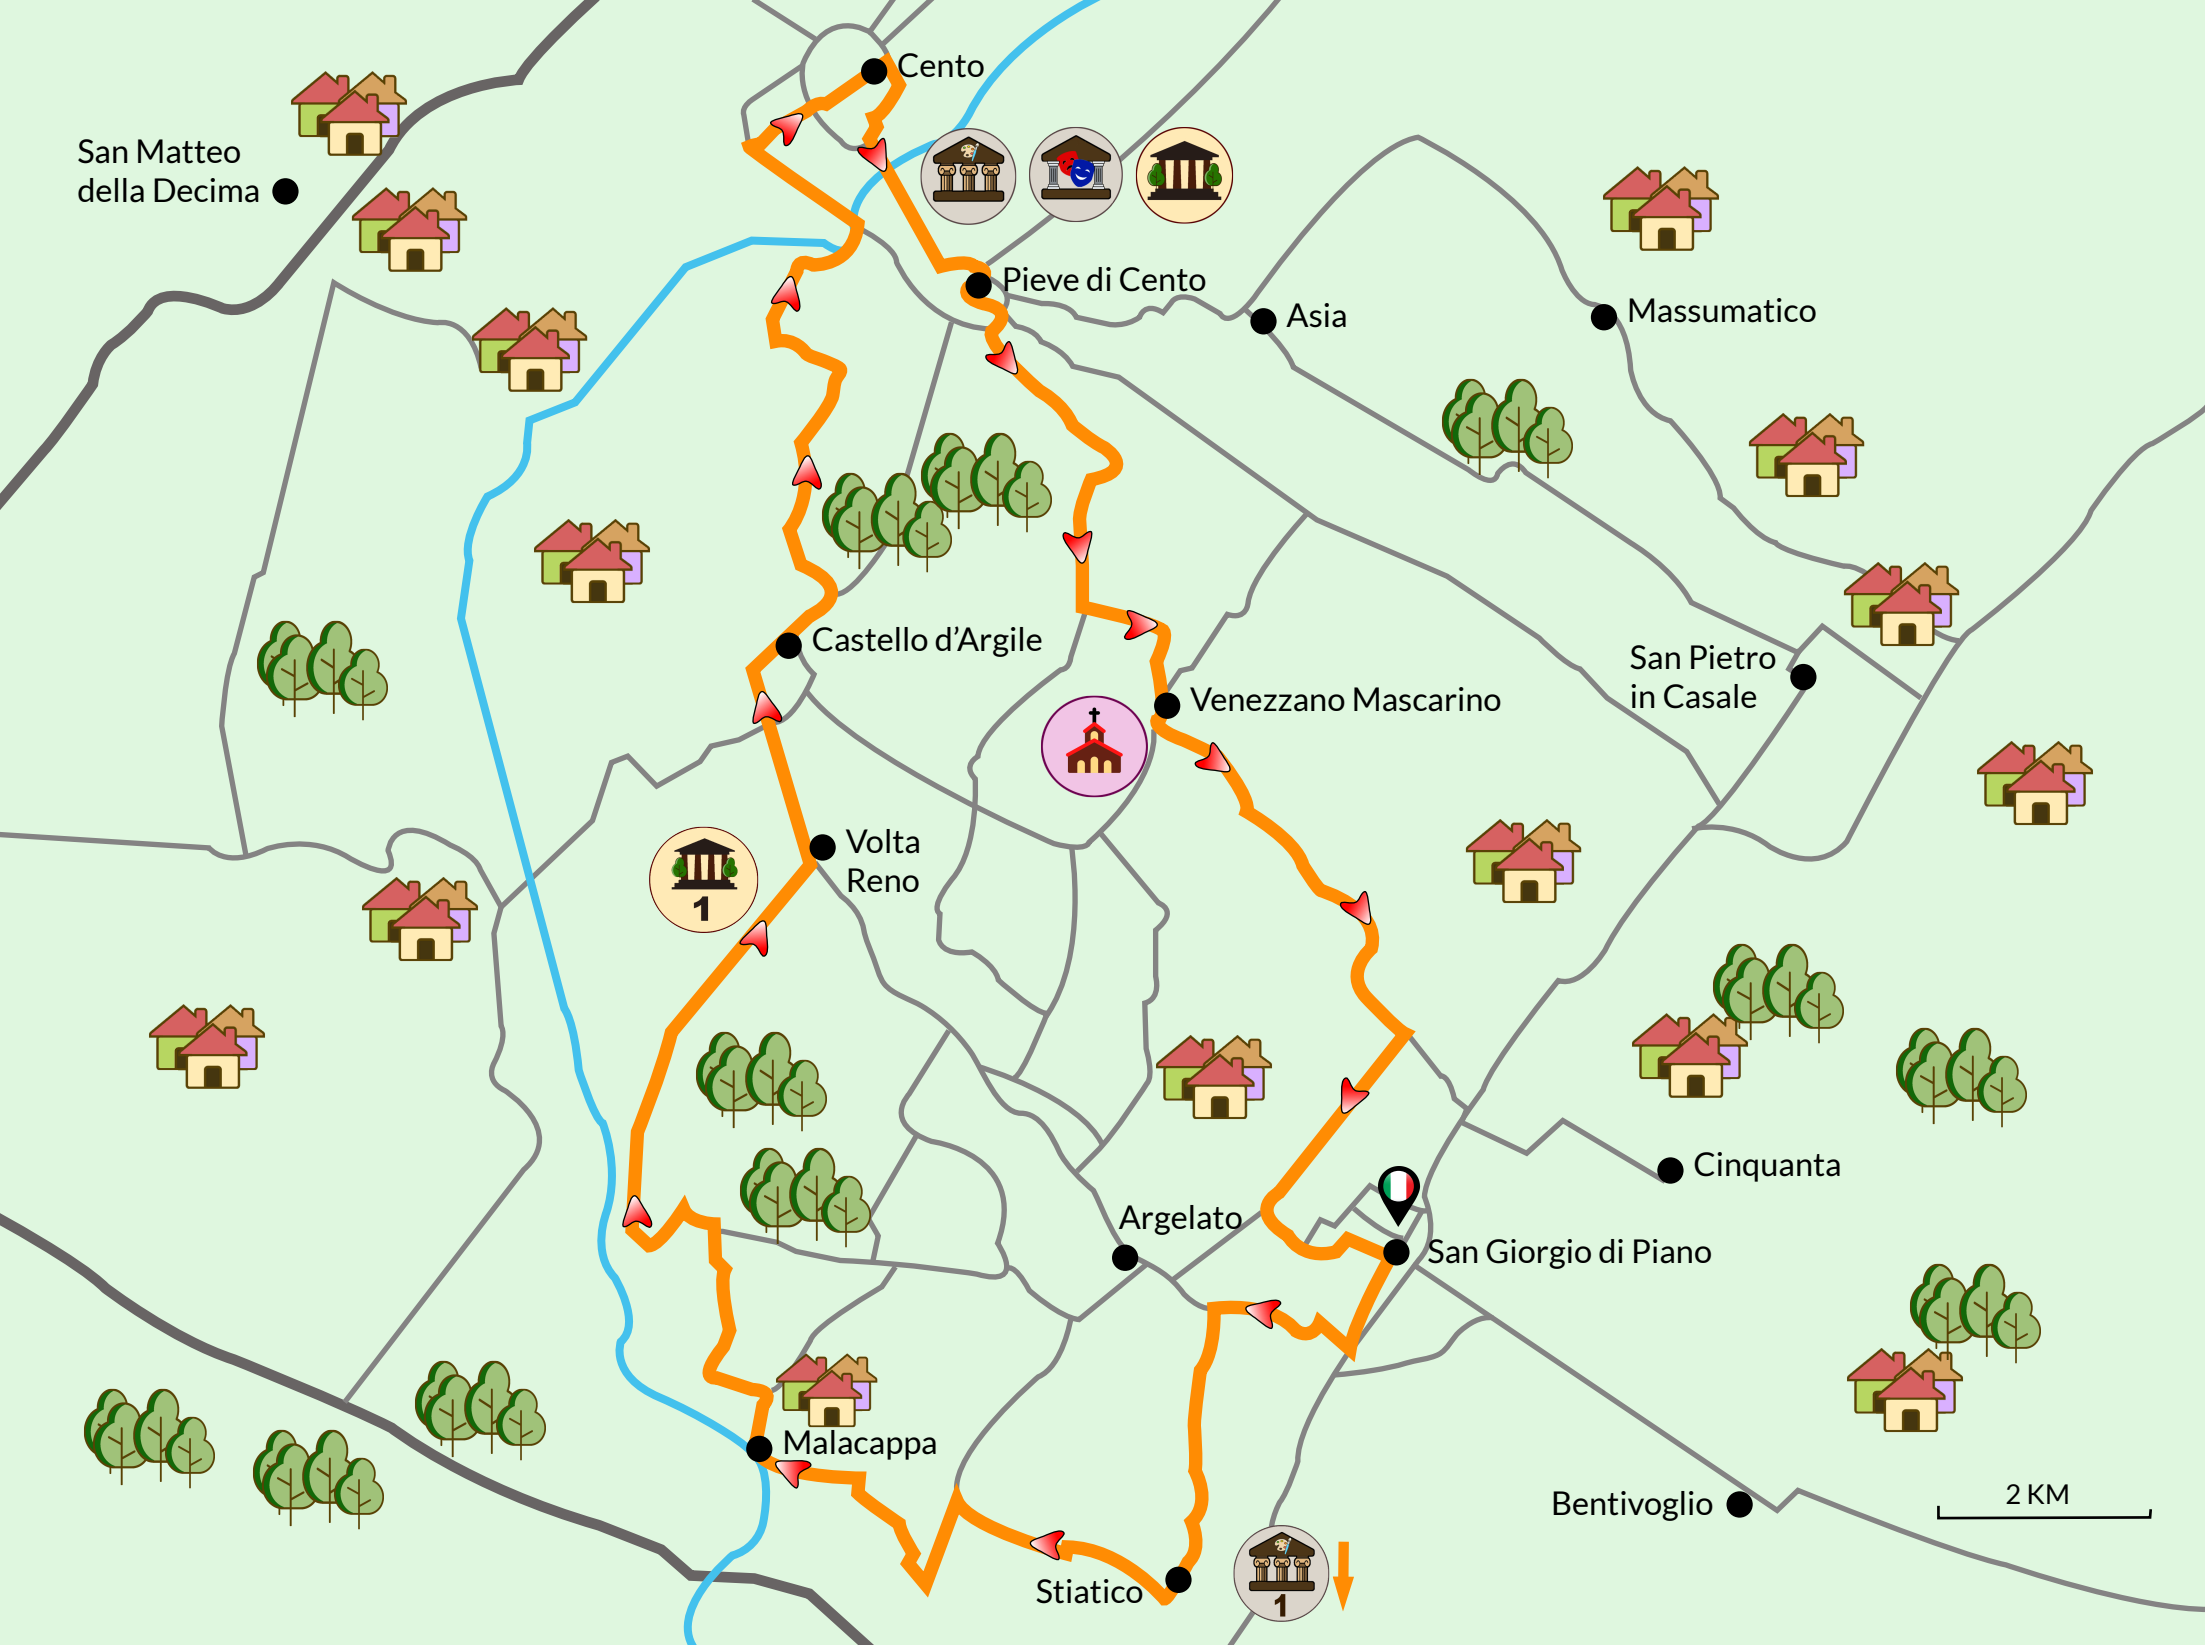 Cento
San Matteo
della Decima
Pieve di Cento
Asia
Massumatico
Castello d’Argile
San Pietro
in Casale
Venezzano Mascarino
Volta
Reno
1
Cinquanta
Argelato
San Giorgio di Piano
Malacappa
2 KM
Bentivoglio
Stiatico
1